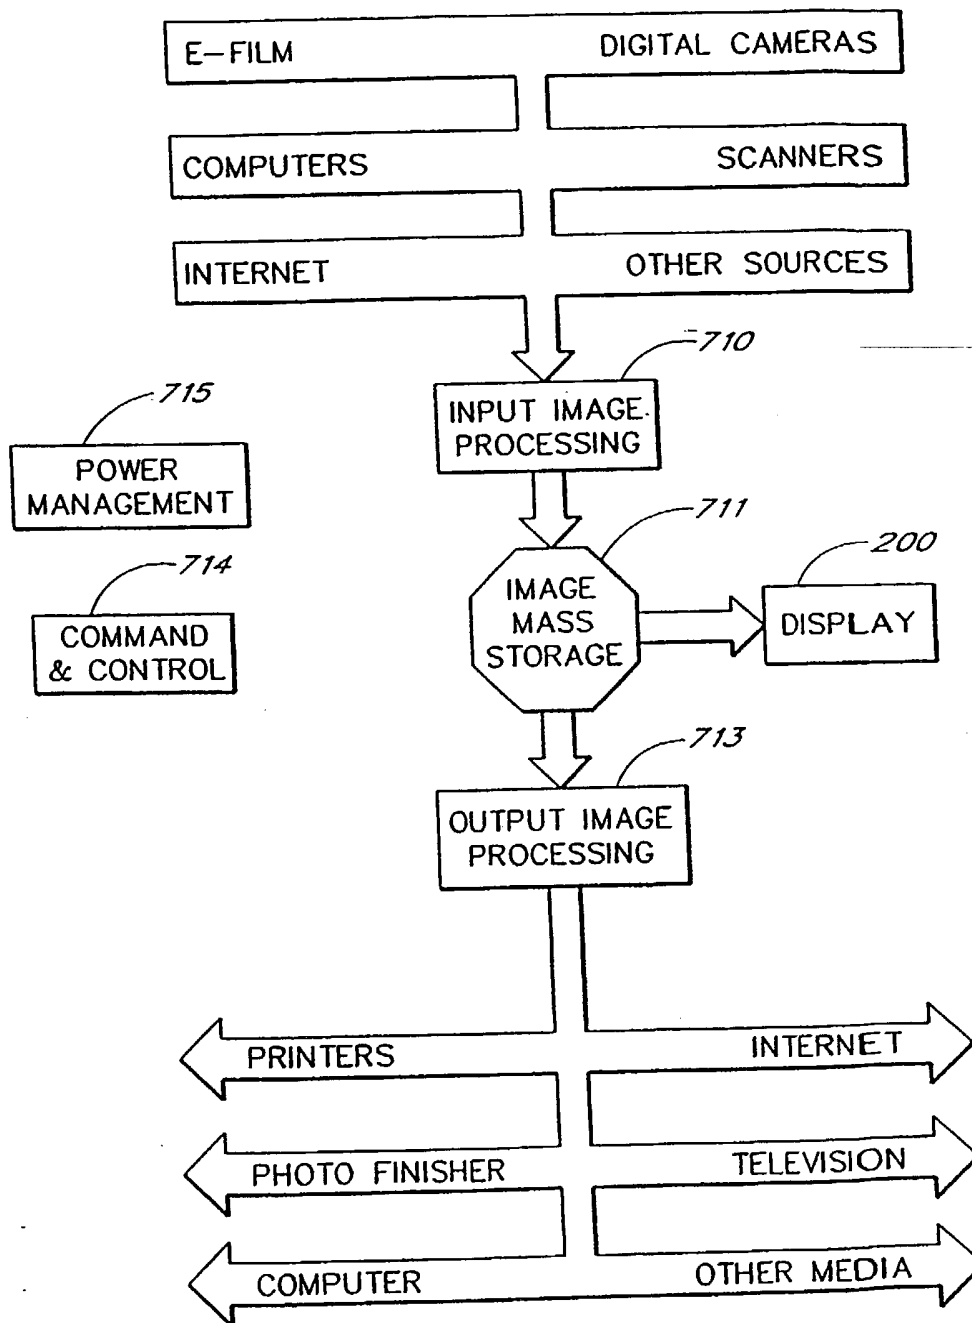 E-FILM DIGITAL CAMERAS
COMPUTERS SCANNERS
INTERNET OTHER SOURCES
710
INPUT IMAGE
PROCESSING
715
POWER
MANAGEMENT
711
IMAGE
MASS
STORAGE
200
DISPLAY
714
COMMAND
& CONTROL
713
OUTPUT IMAGE
PROCESSING
PRINTERS INTERNET
PHOTO FINISHER TELEVISION
COMPUTER OTHER MEDIA